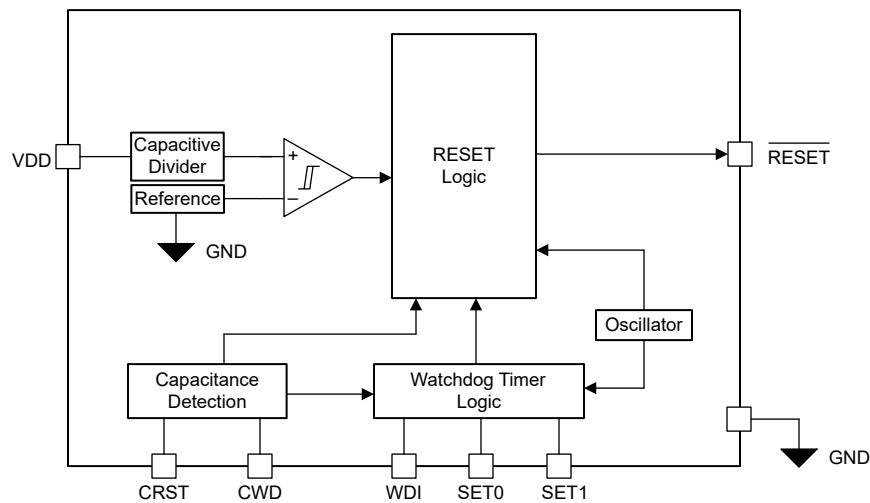 VDD
Capacitive
Divider
Reference
GND
+
−
RESET
Logic
RESET
Oscillator
Capacitance
Detection
Watchdog Timer
Logic
GND
CRST
CWD
WDI
SET0
SET1